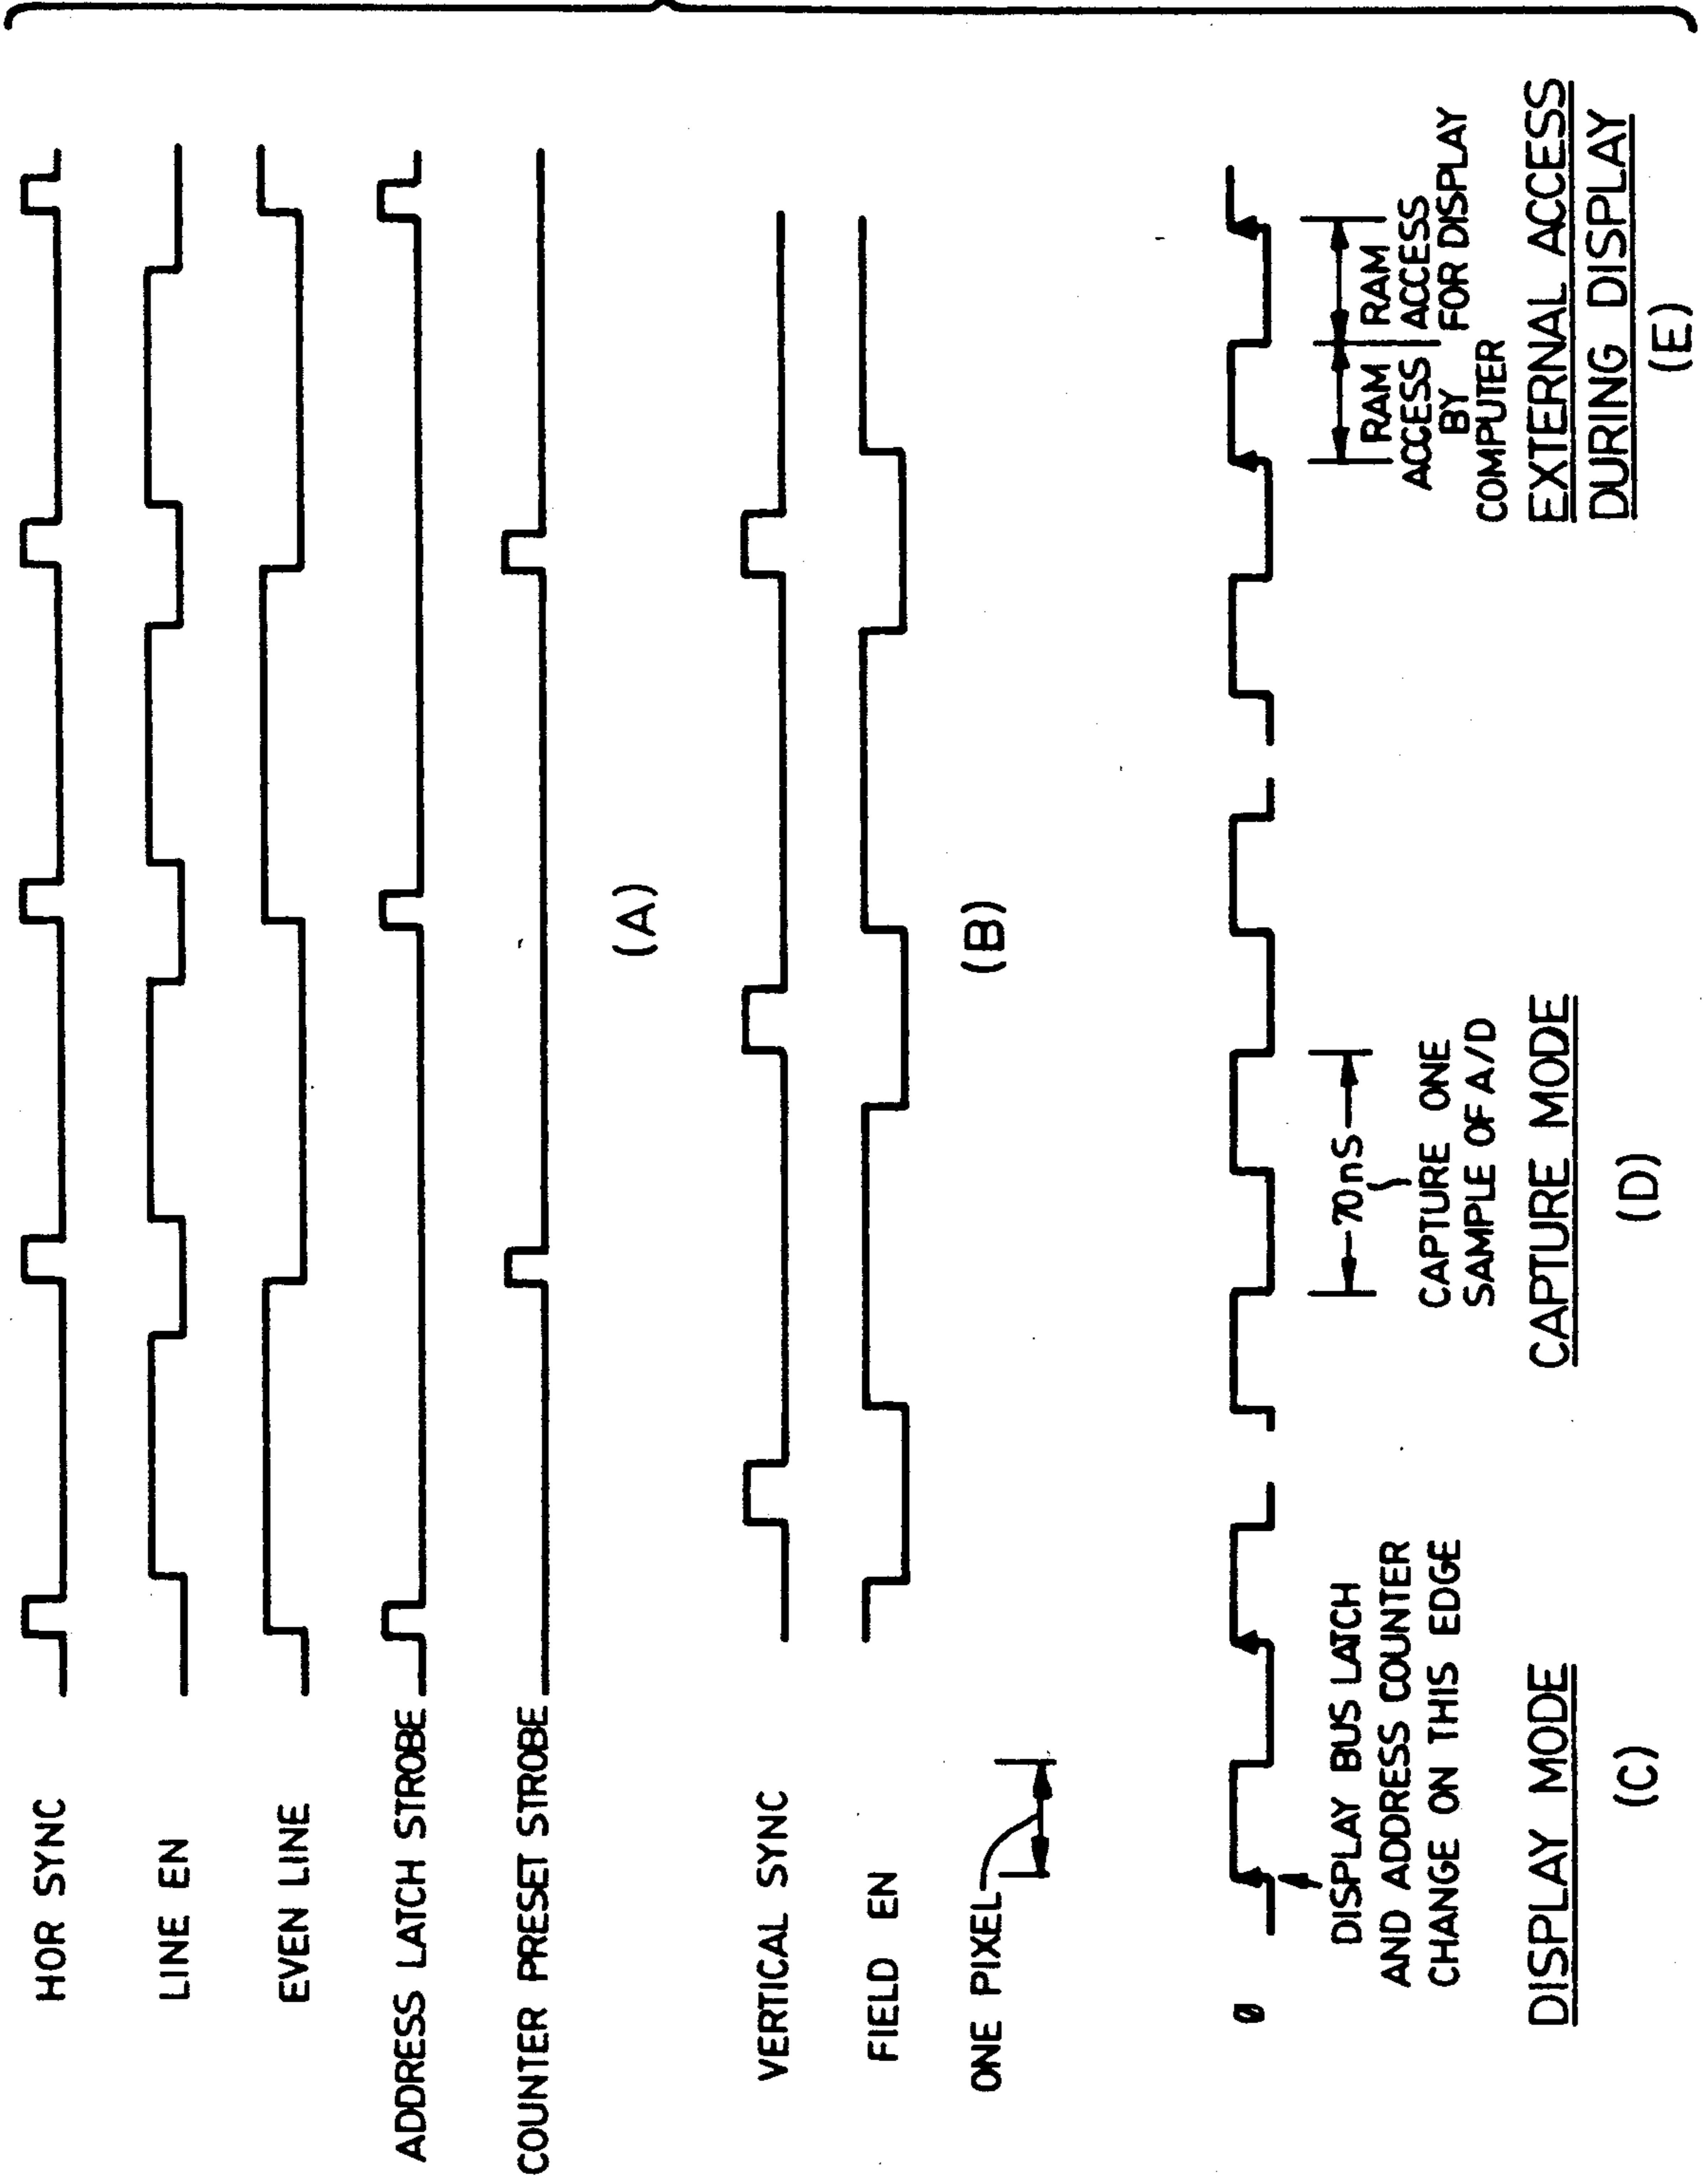 HOR SYNC
LINE EN
EVEN LINE
ADDRESS LATCH STROBE
COUNTER PRESET STROBE
(A)
VERTICAL SYNC
FIELD EN
(B)
ONE PIXEL
Ø
DISPLAY BUS LATCH
AND ADDRESS COUNTER
CHANGE ON THIS EDGE
DISPLAY MODE
(C)
70nS
CAPTURE ONE
SAMPLE OF A/D
CAPTURE MODE
(D)
RAM
ACCESS
BY
COMPUTER
RAM
ACCESS
FOR DISPLAY
EXTERNAL ACCESS
DURING DISPLAY
(E)